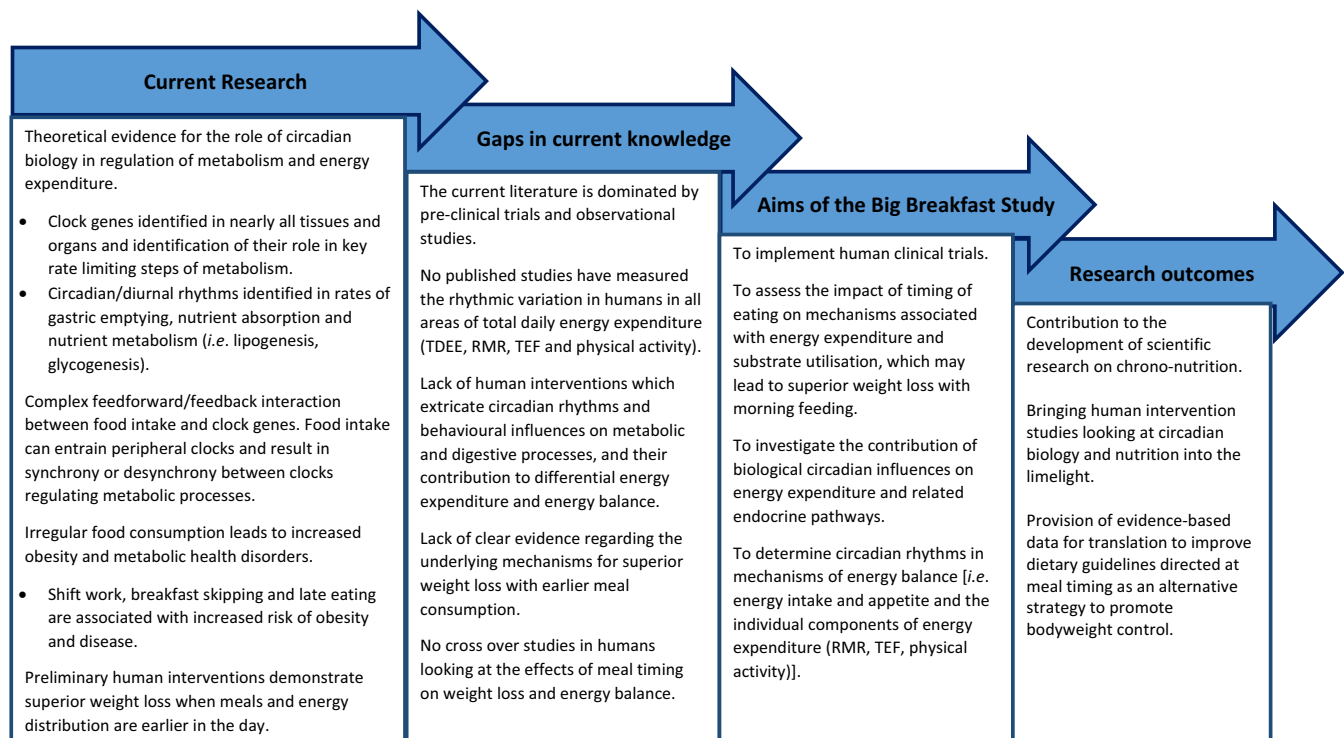 Current Research
Theoretical evidence for the role of circadian
biology in regulation of metabolism and energy
expenditure.
• Clock genes identified in nearly all tissues and
organs and identification of their role in key
rate limiting steps of metabolism.
• Circadian/diurnal rhythms identified in rates of
gastric emptying, nutrient absorption and
nutrient metabolism (i.e. lipogenesis,
glycogenesis).
Complex feedforward/feedback interaction
between food intake and clock genes. Food intake
can entrain peripheral clocks and result in
synchrony or desynchrony between clocks
regulating metabolic processes.
Irregular food consumption leads to increased
obesity and metabolic health disorders.
• Shift work, breakfast skipping and late eating
are associated with increased risk of obesity
and disease.
Preliminary human interventions demonstrate
superior weight loss when meals and energy
distribution are earlier in the day.
Gaps in current knowledge
The current literature is dominated by
pre-clinical trials and observational
studies.
No published studies have measured
the rhythmic variation in humans in all
areas of total daily energy expenditure
(TDEE, RMR, TEF and physical activity).
Lack of human interventions which
extricate circadian rhythms and
behavioural influences on metabolic
and digestive processes, and their
contribution to differential energy
expenditure and energy balance.
Lack of clear evidence regarding the
underlying mechanisms for superior
weight loss with earlier meal
consumption.
No cross over studies in humans
looking at the effects of meal timing
on weight loss and energy balance.
Aims of the Big Breakfast Study
To implement human clinical trials.
To assess the impact of timing of
eating on mechanisms associated
with energy expenditure and
substrate utilisation, which may
lead to superior weight loss with
morning feeding.
To investigate the contribution of
biological circadian influences on
energy expenditure and related
endocrine pathways.
To determine circadian rhythms in
mechanisms of energy balance [i.e.
energy intake and appetite and the
individual components of energy
expenditure (RMR, TEF, physical
activity)].
Research outcomes
Contribution to the
development of scientific
research on chrono-nutrition.
Bringing human intervention
studies looking at circadian
biology and nutrition into the
limelight.
Provision of evidence-based
data for translation to improve
dietary guidelines directed at
meal timing as an alternative
strategy to promote
bodyweight control.